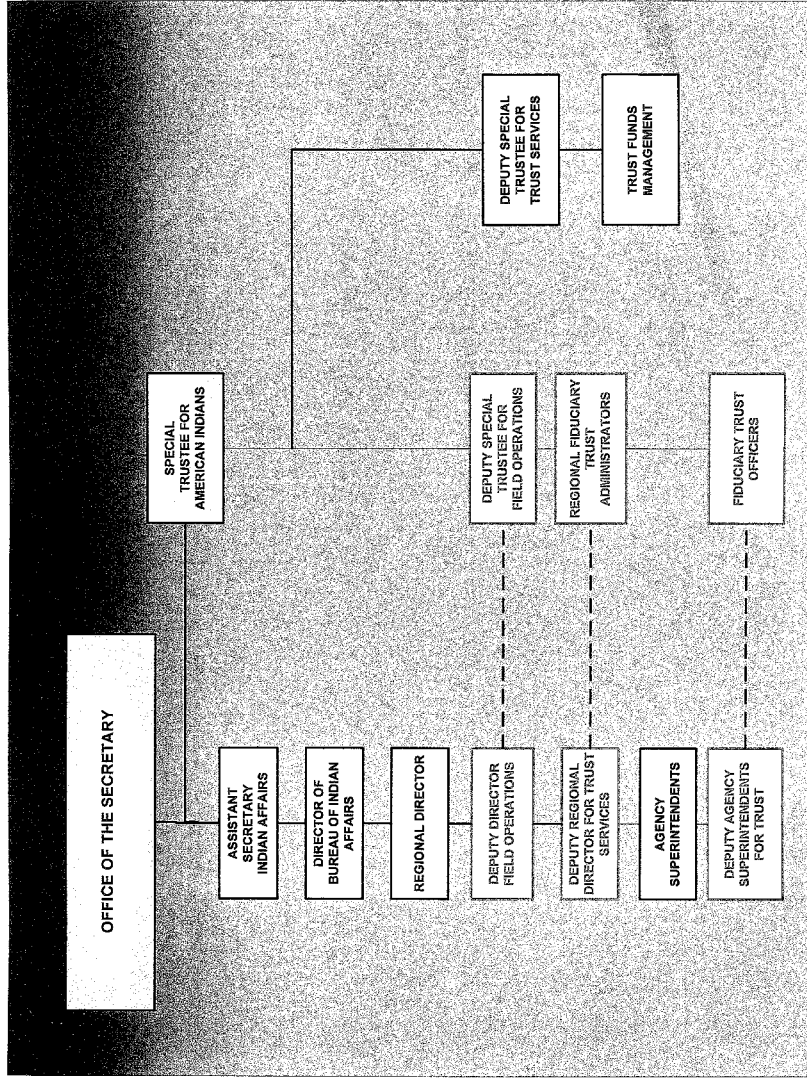 OFFICE OF THE SECRETARY
SPECIAL
TRUSTEE FOR
AMERICAN INDIANS
ASSISTANT
SECRETARY
INDIAN AFFAIRS
DIRECTOR OF
BUREAU OF INDIAN
AFFAIRS
REGIONAL DIRECTOR
DEPUTY DIRECTOR
FIELD OPERATIONS
DEPUTY SPECIAL
TRUSTEE FOR
FIELD OPERATIONS
DEPUTY SPECIAL
TRUSTEE FOR
TRUST SERVICES
DEPUTY REGIONAL
DIRECTOR FOR TRUST
SERVICES
REGIONAL FIDUCIARY
TRUST
ADMINISTRATORS
TRUST FUNDS
MANAGEMENT
AGENCY
SUPERINTENDENTS
DEPUTY AGENCY
SUPERINTENDENTS
FOR TRUST
FIDUCIARY TRUST
OFFICERS